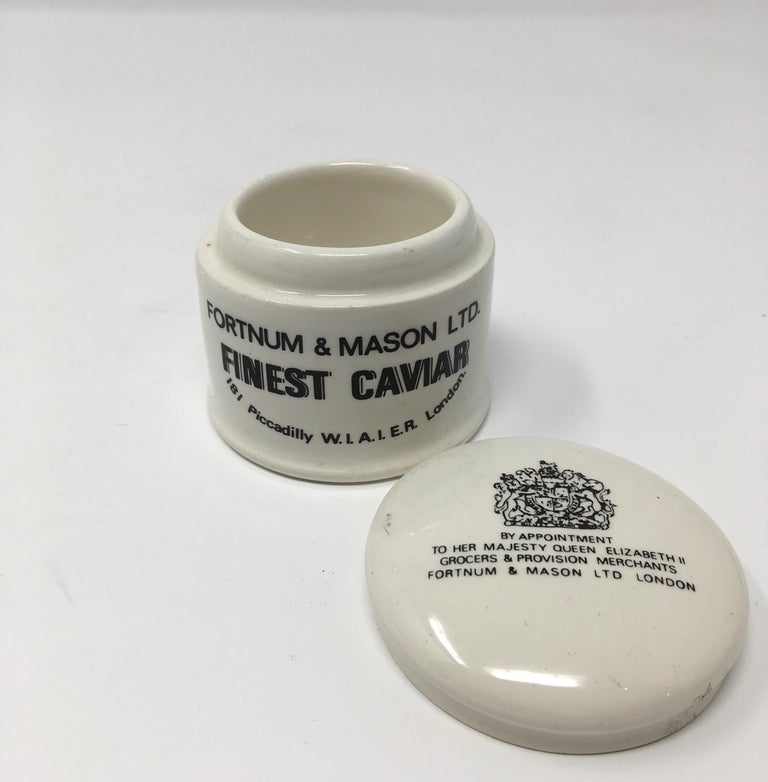 FORTNUM & MASON LTD.
FINEST CAVIAR
181 Piccadilly W.I.A.I.E.R. London.
BY APPOINTMENT
TO HER MAJESTY QUEEN ELIZABETH II
GROCERS & PROVISION MERCHANTS
FORTNUM & MASON LTD LONDON